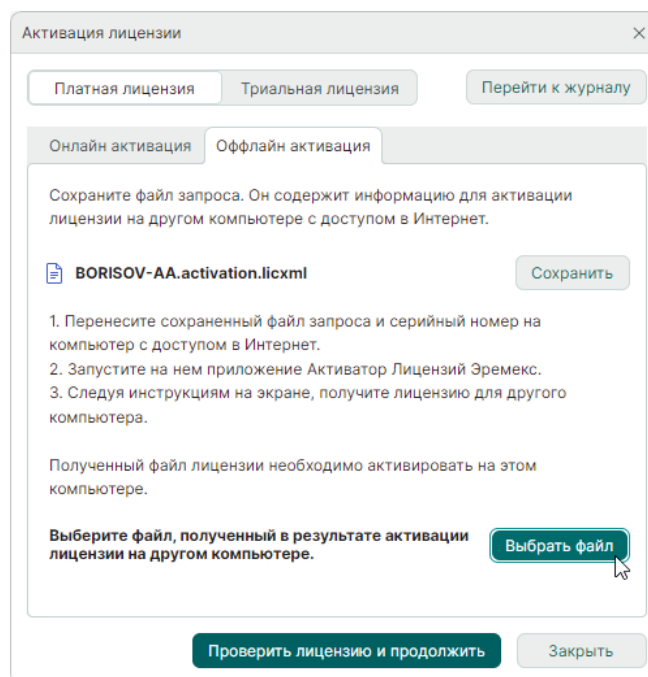 Активация лицензии
Платная лицензия
Триальная лицензия
Перейти к журналу
Онлайн активация
Оффлайн активация
Сохраните файл запроса. Он содержит информацию для активации
лицензии на другом компьютере с доступом в Интернет.
BORISOV-AA.activation.licxml
Сохранить
1. Перенесите сохраненный файл запроса и серийный номер на
компьютер с доступом в Интернет.
2. Запустите на нем приложение Активатор Лицензий Эремекс.
3. Следуя инструкциям на экране, получите лицензию для другого
компьютера.
Полученный файл лицензии необходимо активировать на этом
компьютере.
Выберите файл, полученный в результате активации
лицензии на другом компьютере.
Выбрать файл
Проверить лицензию и продолжить
Закрыть